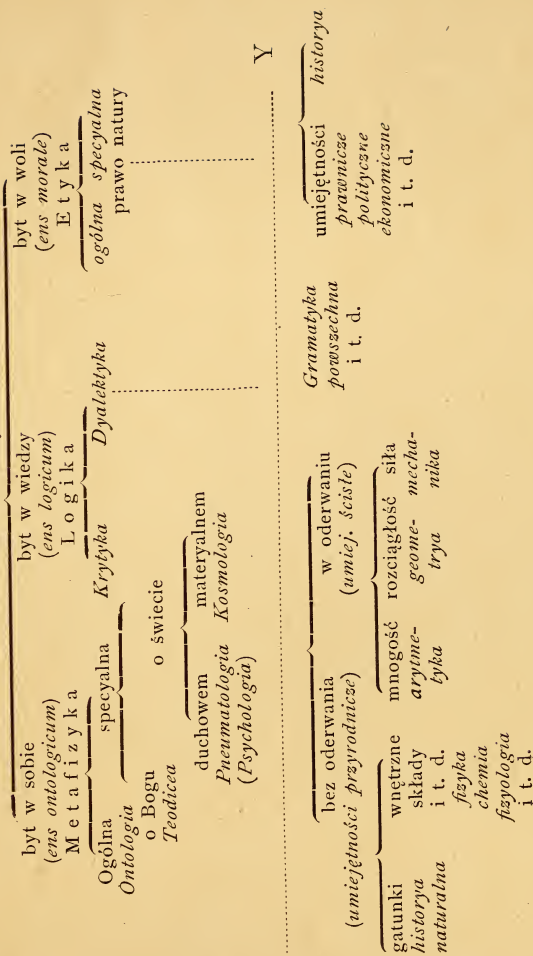 byt w sobie
(ens ontologicum)
Metafizyka
Ogólna
Ontologia
specyalna
o Bogu
Teodicea
o świecie
duchowem
Pneumatologia
(Psychologia)
materyalnem
Kosmologia
byt w wiedzy
(ens logicum)
Logika
Krytyka
Dyalektyka
byt w woli
(ens morale)
Etyka
ogólna
specyalna
prawo natury
Y
bez oderwania
(umiejętności przyrodnicze)
gatunki
historya
naturalna
wnętrzne
składy
i t. d.
fizyka
chemia
fizyologia
i t. d.
w oderwaniu
(umiej. ścisłe)
mnogość
arytme-
tyka
rozciągłość
geome-
trya
siła
mecha-
nika
Gramatyka
powszechna
i t. d.
umiejętności
prawnicze
polityczne
ekonomiczne
i t. d.
historya